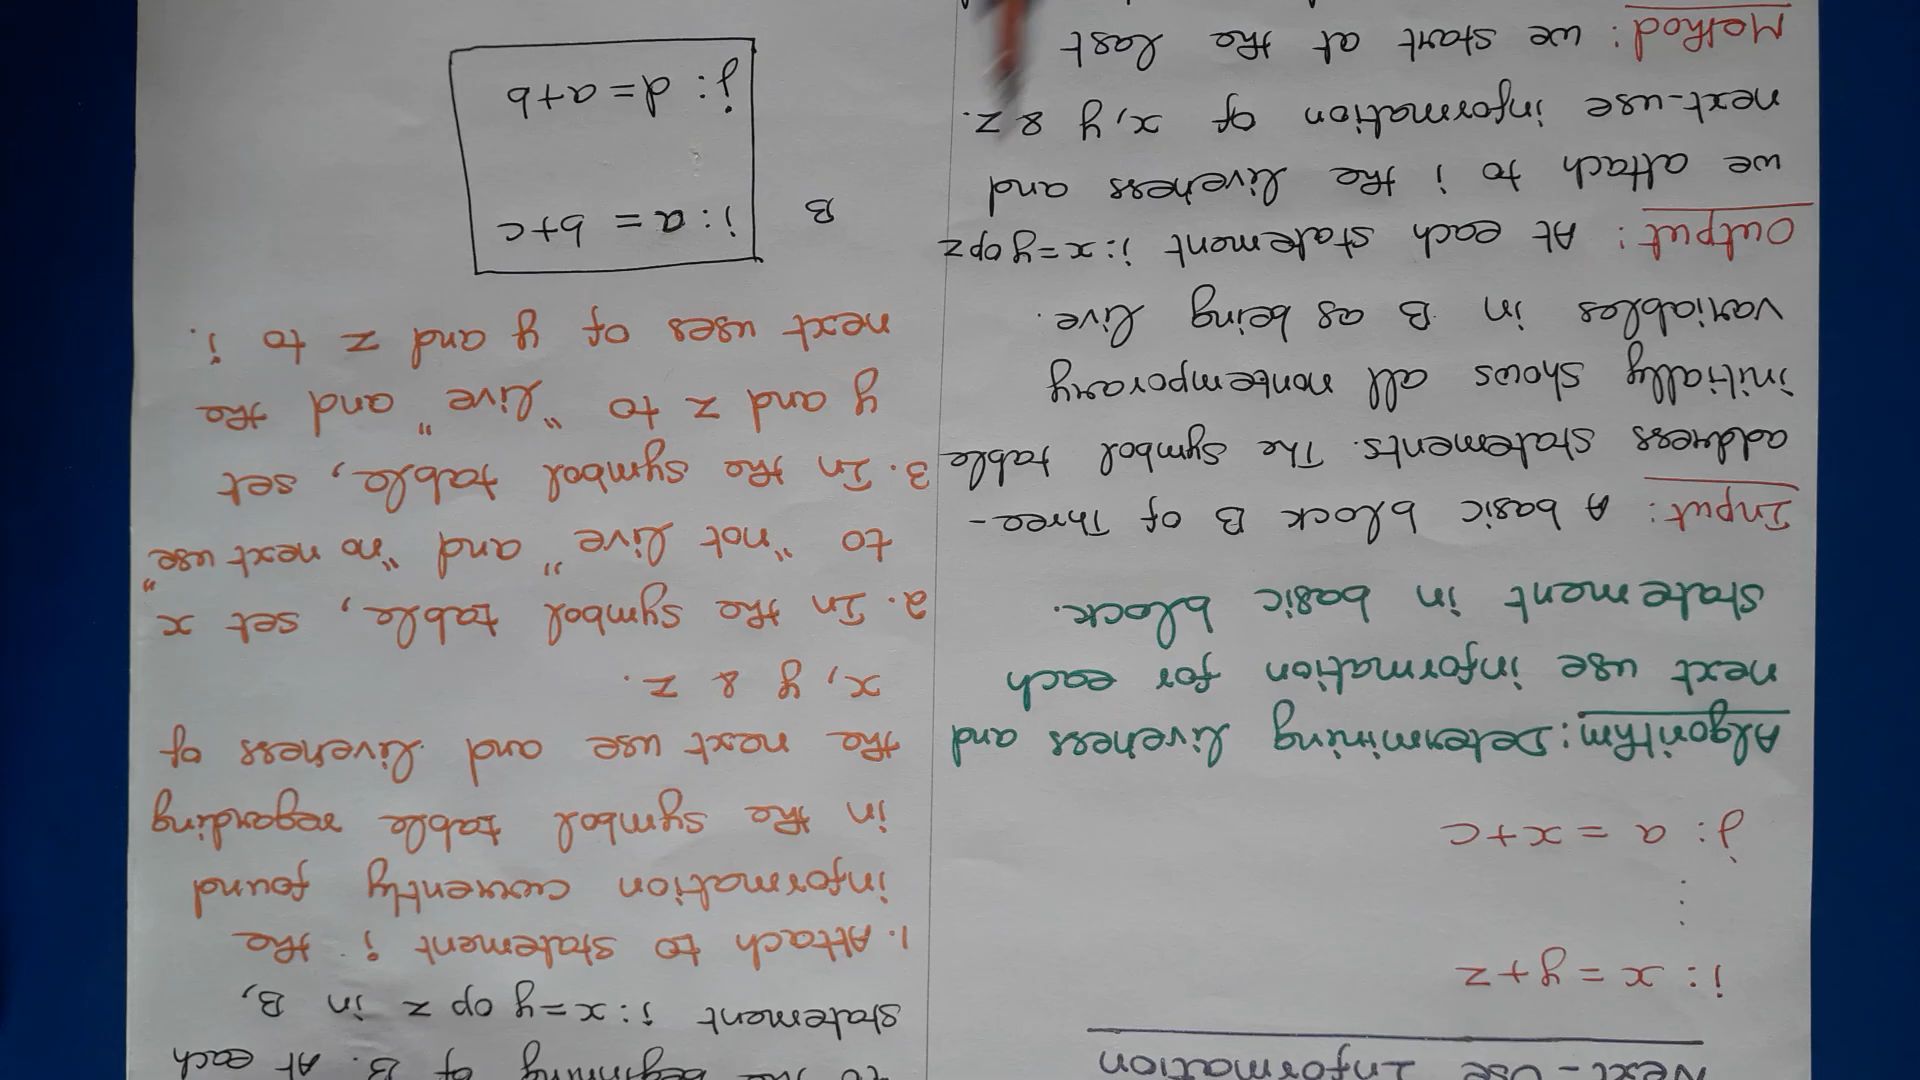 Next-Use Information
i: x = y+z
j: a = x+c
Algorithm: Determining liveness and
next use information for each
statement in basic block.
Input: A basic block B of Three-
address statements. The symbol table
initially shows all nontemporary
variables in B as being live.
Output: At each statement i: x=y op z
we attach to i the liveness and
next-use information of x, y & z.
Method: we start at the last
to the beginning of B. At each
statement i: x=y op z in B,
1. Attach to statement i the
information currently found
in the symbol table regarding
the next use and liveness of
x, y & z.
2. In the symbol table, set x
to "not live" and "no next use"
3. In the symbol table, set
y and z to "live" and the
next uses of y and z to i.
B
i: a = b+c
j: d = a+b